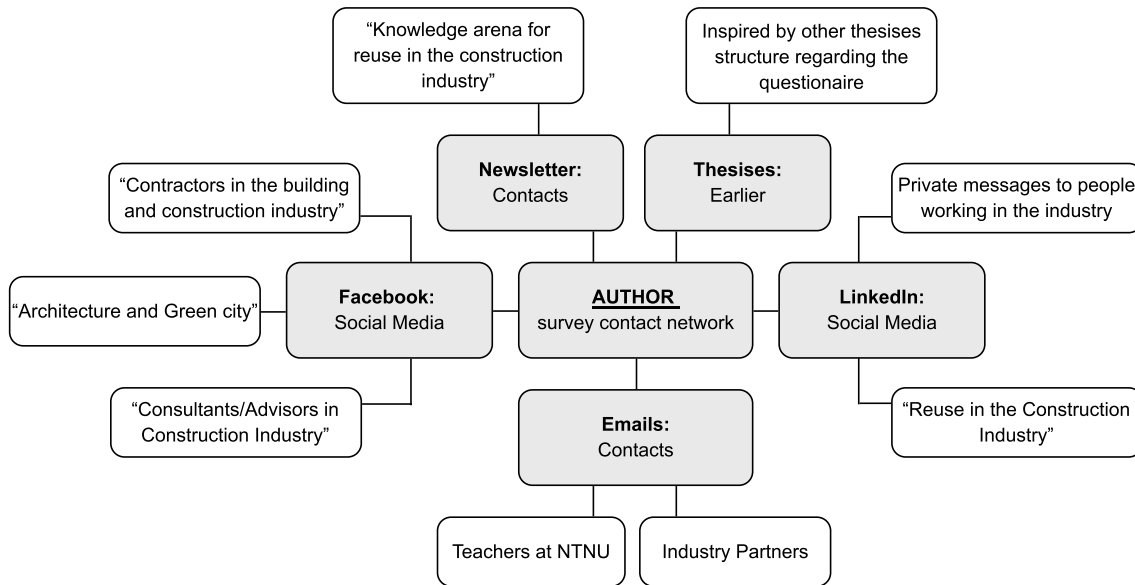 “Knowledge arena for
reuse in the construction
industry”
Inspired by other thesises
structure regarding the
questionaire
Newsletter:
Contacts
Thesises:
Earlier
“Contractors in the building
and construction industry”
Private messages to people
working in the industry
“Architecture and Green city”
Facebook:
Social Media
AUTHOR
survey contact network
LinkedIn:
Social Media
“Consultants/Advisors in
Construction Industry”
Emails:
Contacts
“Reuse in the Construction
Industry”
Teachers at NTNU
Industry Partners